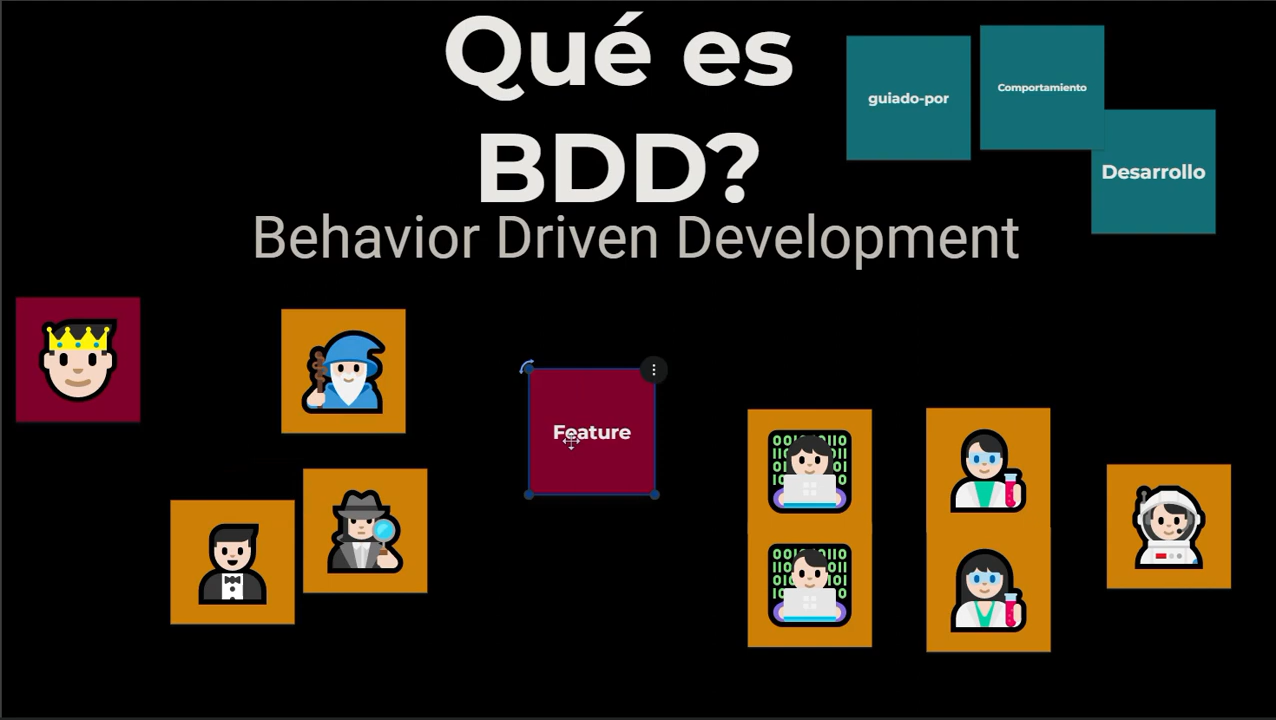 Qué es
BDD?
Behavior Driven Development
guiado-por
Comportamiento
Desarrollo
Feature